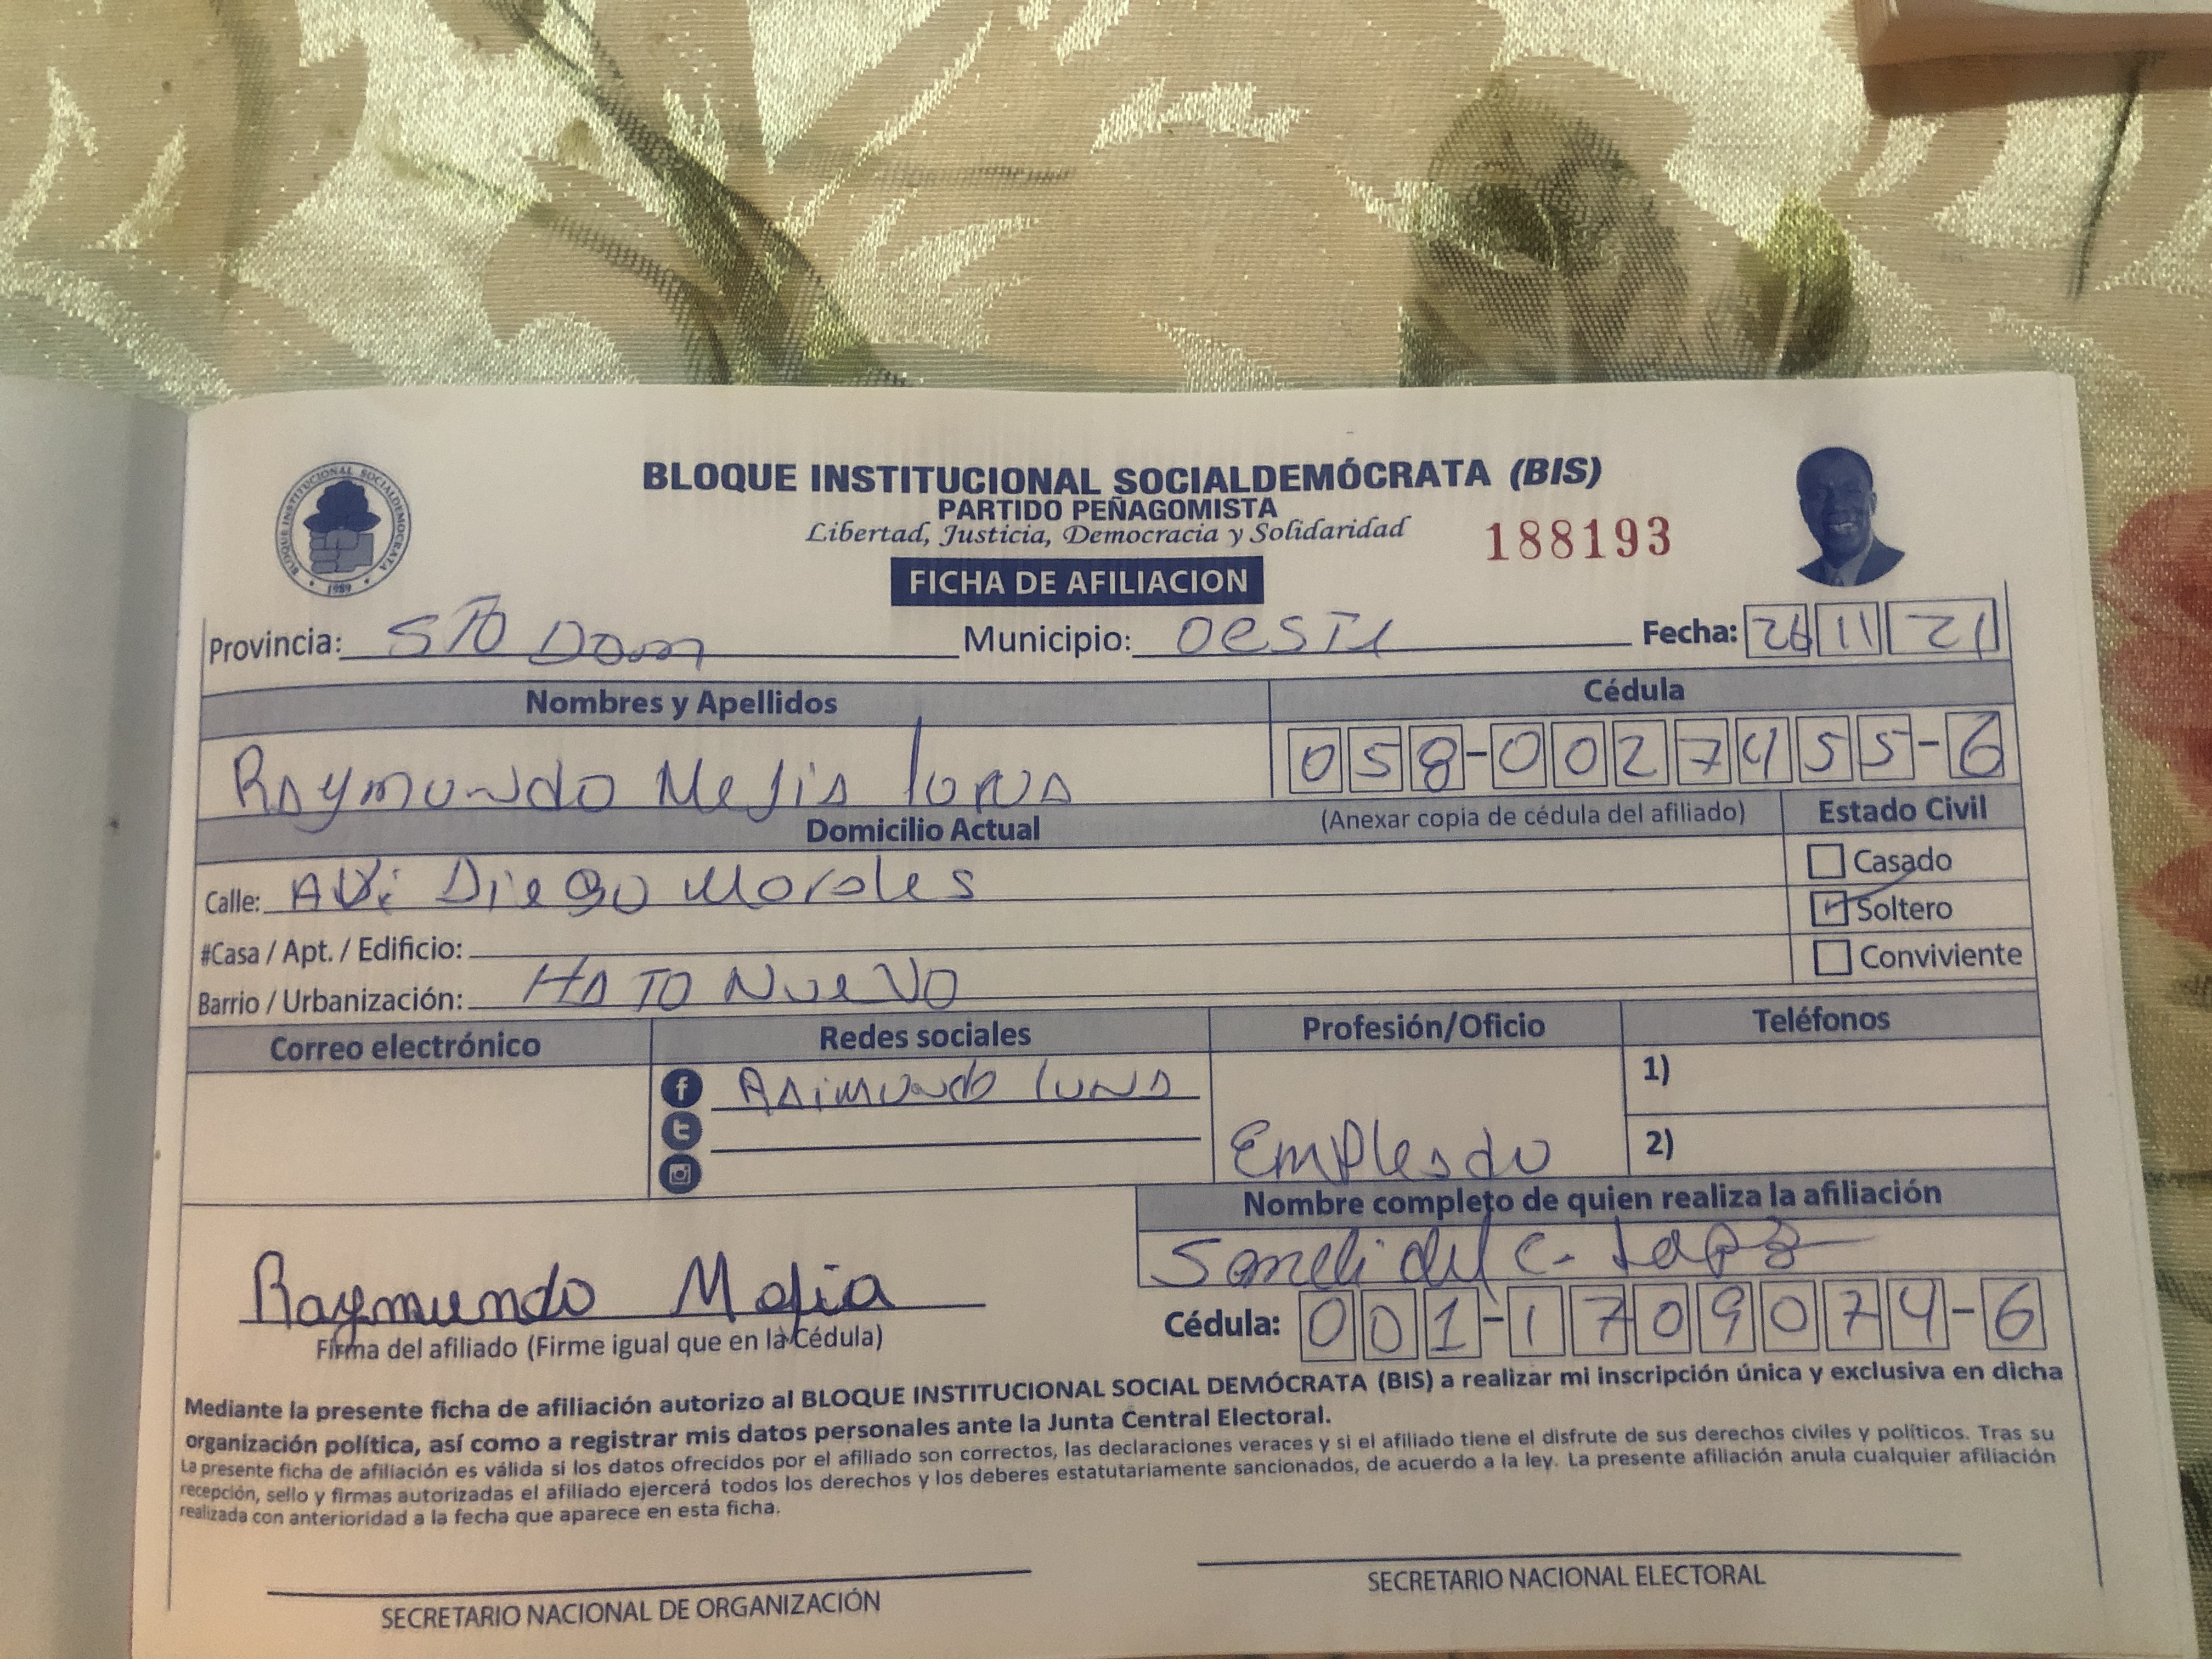 BLOQUE INSTITUCIONAL SOCIALDEMÓCRATA (BIS)
PARTIDO PEÑAGOMISTA
Libertad, Justicia, Democracia y Solidaridad
188193
BLOQUE INSTITUCIONAL SOCIALDEMOCRATA
1989
FICHA DE AFILIACION
Provincia: STO Dom Municipio: OESTE Fecha: 26 11 21
Nombres y Apellidos Cédula
Raymundo Mejia luna 058-0027455-6
Domicilio Actual (Anexar copia de cédula del afiliado) Estado Civil
Casado
Calle: AV: Diego Morales
Soltero
#Casa / Apt. / Edificio:
Conviviente
Barrio / Urbanización: HATO NueVO
Correo electrónico Redes sociales Profesión/Oficio Teléfonos
Raimundo luna
1)
Empleado 2)
Nombre completo de quien realiza la afiliación
del C.
Raymundo Mejia
Firma del afiliado (Firme igual que en la Cédula) Cédula: 001-1709074-6
Mediante la presente ficha de afiliación autorizo al BLOQUE INSTITUCIONAL SOCIAL DEMÓCRATA (BIS) a realizar mi inscripción única y exclusiva en dicha
organización política, así como a registrar mis datos personales ante la Junta Central Electoral.
La presente ficha de afiliación es válida si los datos ofrecidos por el afiliado son correctos, las declaraciones veraces y si el afiliado tiene el disfrute de sus derechos civiles y políticos. Tras su
recepción, sello y firmas autorizadas el afiliado ejercerá todos los derechos y los deberes estatutariamente sancionados, de acuerdo a la ley. La presente afiliación anula cualquier afiliación
realizada con anterioridad a la fecha que aparece en esta ficha.
SECRETARIO NACIONAL DE ORGANIZACIÓN SECRETARIO NACIONAL ELECTORAL